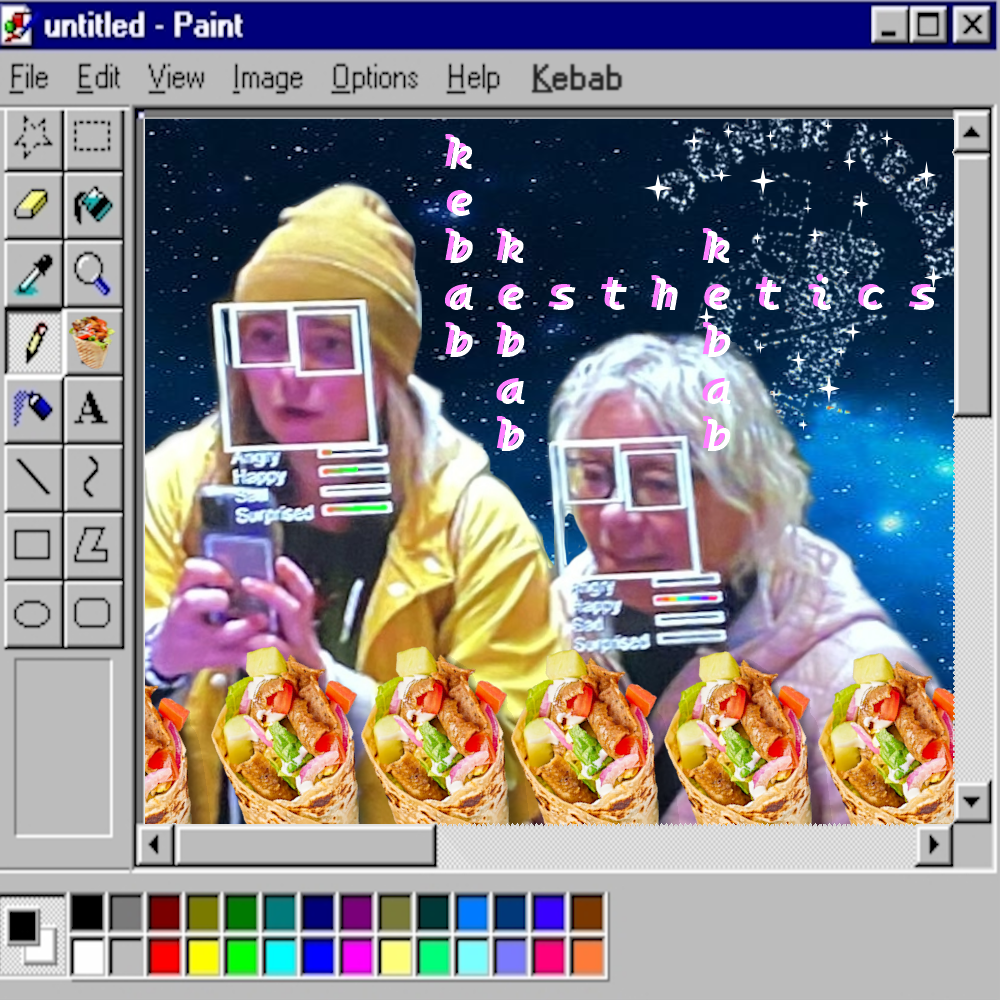 untitled - Paint
File Edit View Image Options Help Kebab
A
kebab
kebab
kebab
aesthetics
Angry
Happy
Sad
Surprised
Angry
Happy
Sad
Surprised